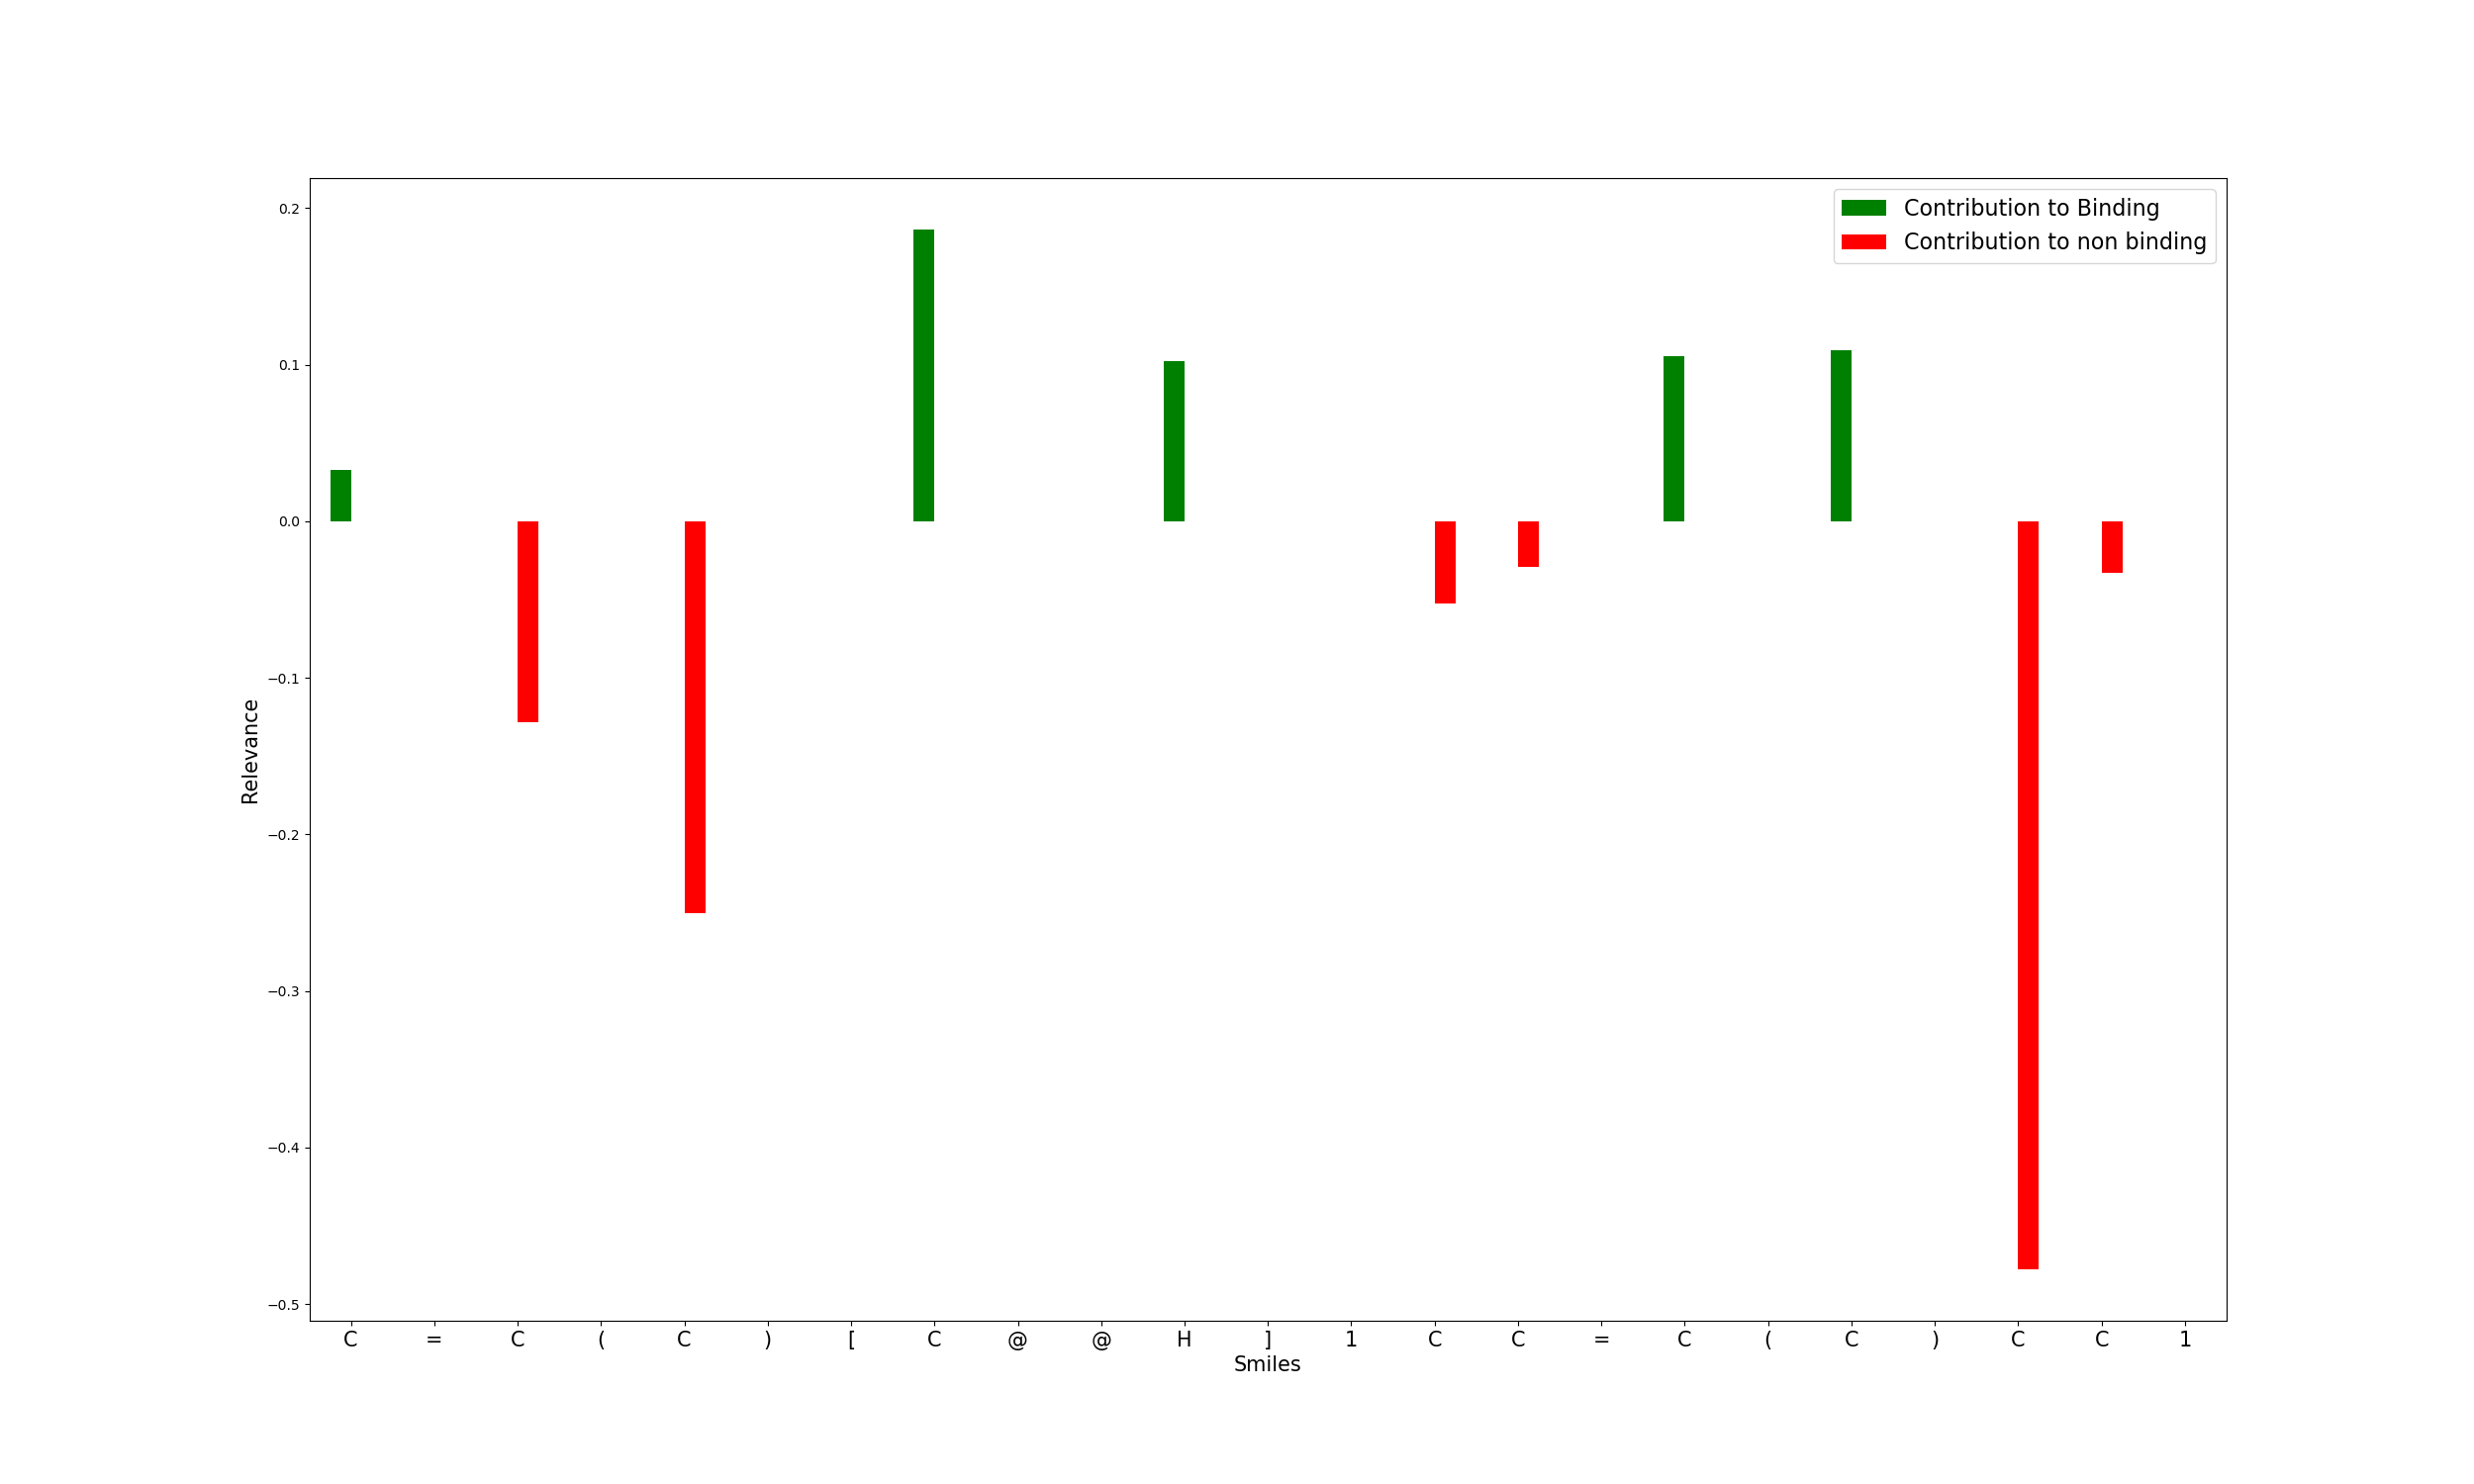 Contribution to Binding
Contribution to non binding
0.2
0.1
0.0
−0.1
−0.2
−0.3
−0.4
−0.5
Relevance
C = C ( C ) [ C @ @ H ] 1 C C = C ( C ) C C 1
Smiles